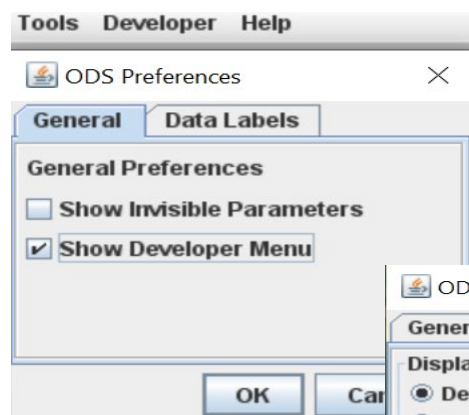 Tools Developer Help
ODS Preferences
General Data Labels
General Preferences
Show Invisible Parameters
Show Developer Menu
OK